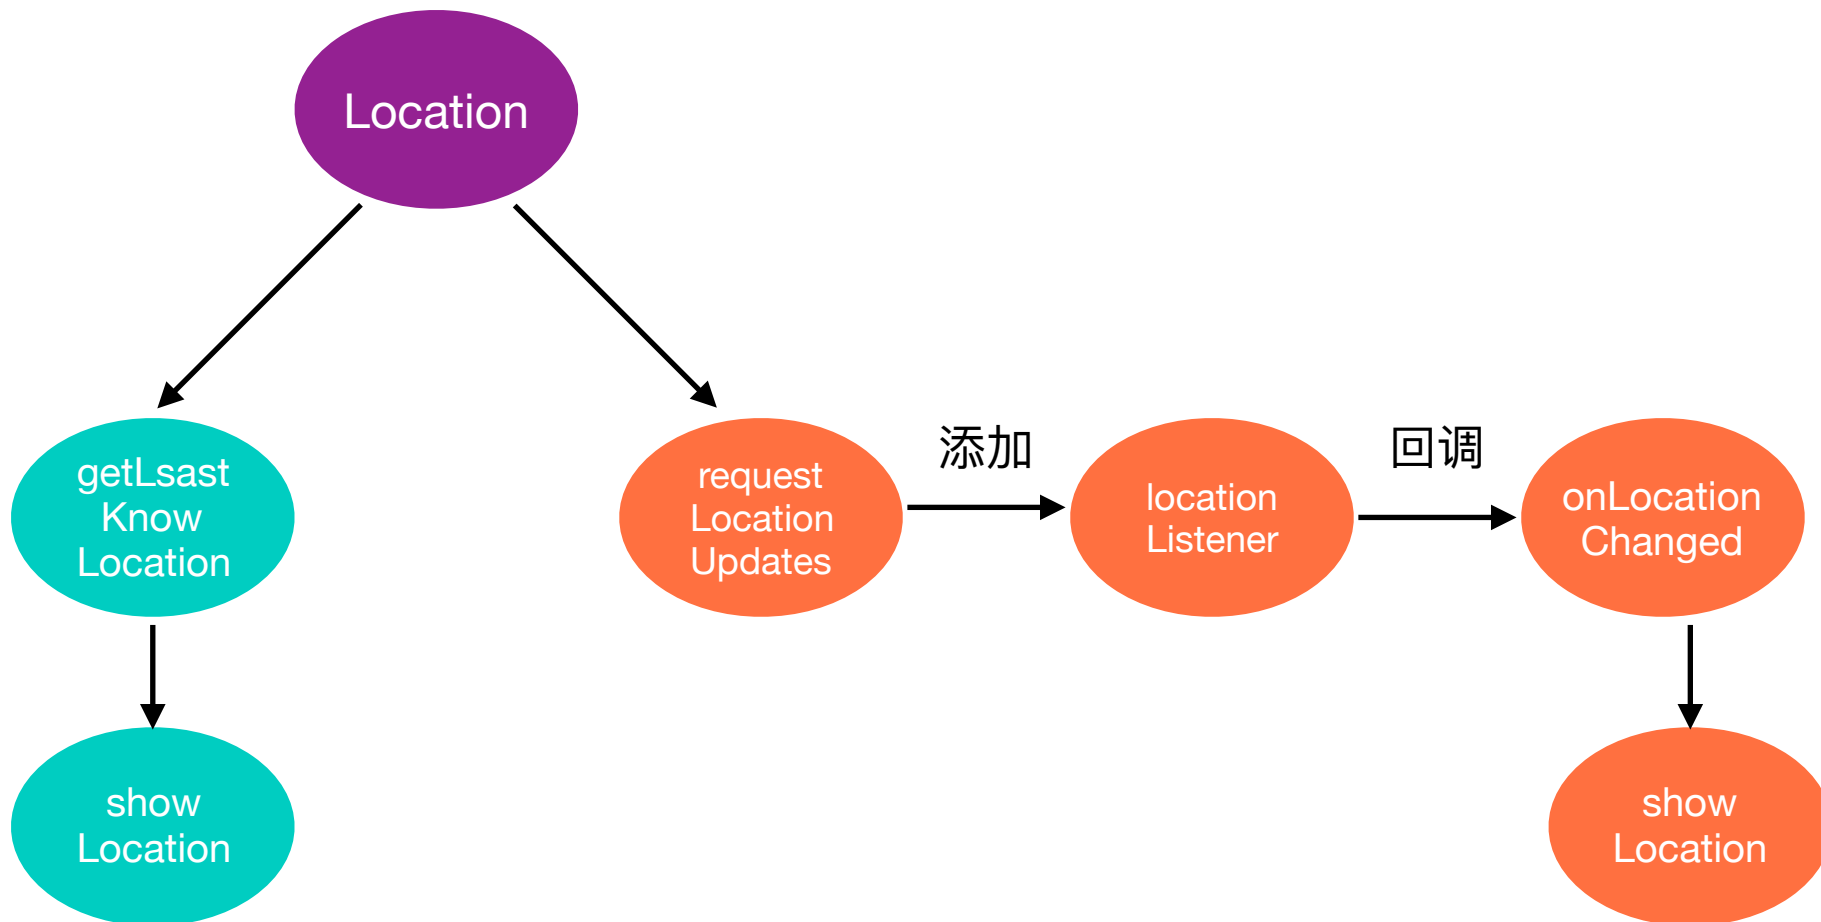 Location
getLsast
Know
Location
request
Location
Updates
添加
location
Listener
回调
onLocation
Changed
show
Location
show
Location